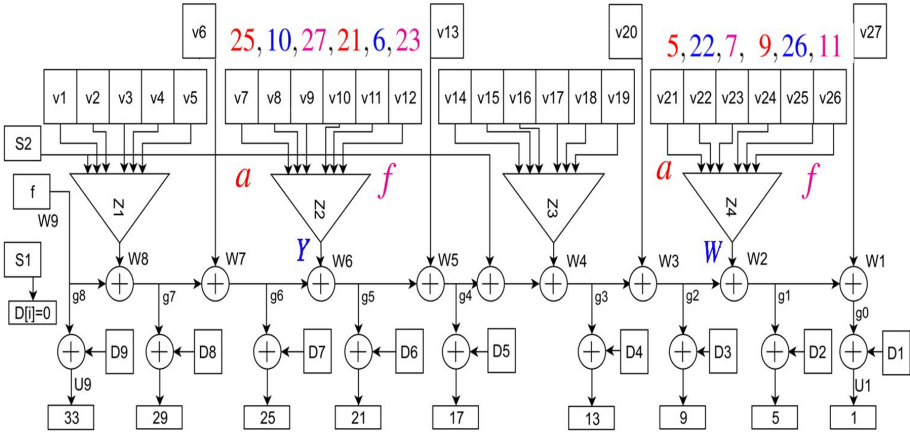 v6 25, 10, 27, 21, 6, 23 v13 v20 5, 22, 7, 9, 26, 11 v27
v1 v2 v3 v4 v5 v7 v8 v9 v10 v11 v12 v14 v15 v16 v17 v18 v19 v21 v22 v23 v24 v25 v26
S2
a f a f
f Z1 Z2 Z3 Z4
W9
Y W
S1 W8 W7 W6 W5 W4 W3 W2 W1
g8 g7 g6 g5 g4 g3 g2 g1 g0
D[i]=0
D9 D8 D7 D6 D5 D4 D3 D2 D1
U9 U1
33 29 25 21 17 13 9 5 1